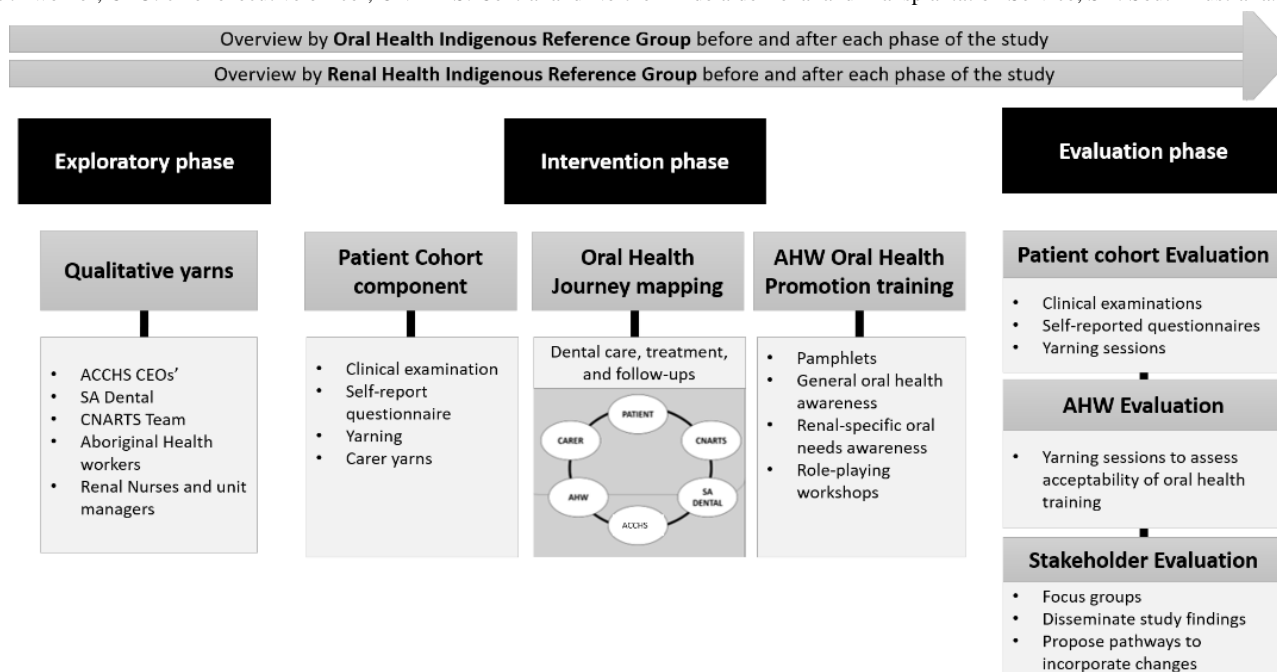 Overview by Oral Health Indigenous Reference Group before and after each phase of the study
Overview by Renal Health Indigenous Reference Group before and after each phase of the study
Exploratory phase
Intervention phase
Evaluation phase
Qualitative yarns
• ACCHS CEOs’
• SA Dental
• CNARTS Team
• Aboriginal Health
workers
• Renal Nurses and unit
managers
Patient Cohort
component
• Clinical examination
• Self-report
questionnaire
• Yarning
• Carer yarns
Oral Health
Journey mapping
Dental care, treatment,
and follow-ups
PATIENT
CARER
CNARTS
AHW
SA
DENTAL
ACCHS
AHW Oral Health
Promotion training
• Pamphlets
• General oral health
awareness
• Renal-specific oral
needs awareness
• Role-playing
workshops
Patient cohort Evaluation
• Clinical examinations
• Self-reported questionnaires
• Yarning sessions
AHW Evaluation
• Yarning sessions to assess
acceptability of oral health
training
Stakeholder Evaluation
• Focus groups
• Disseminate study findings
• Propose pathways to
incorporate changes